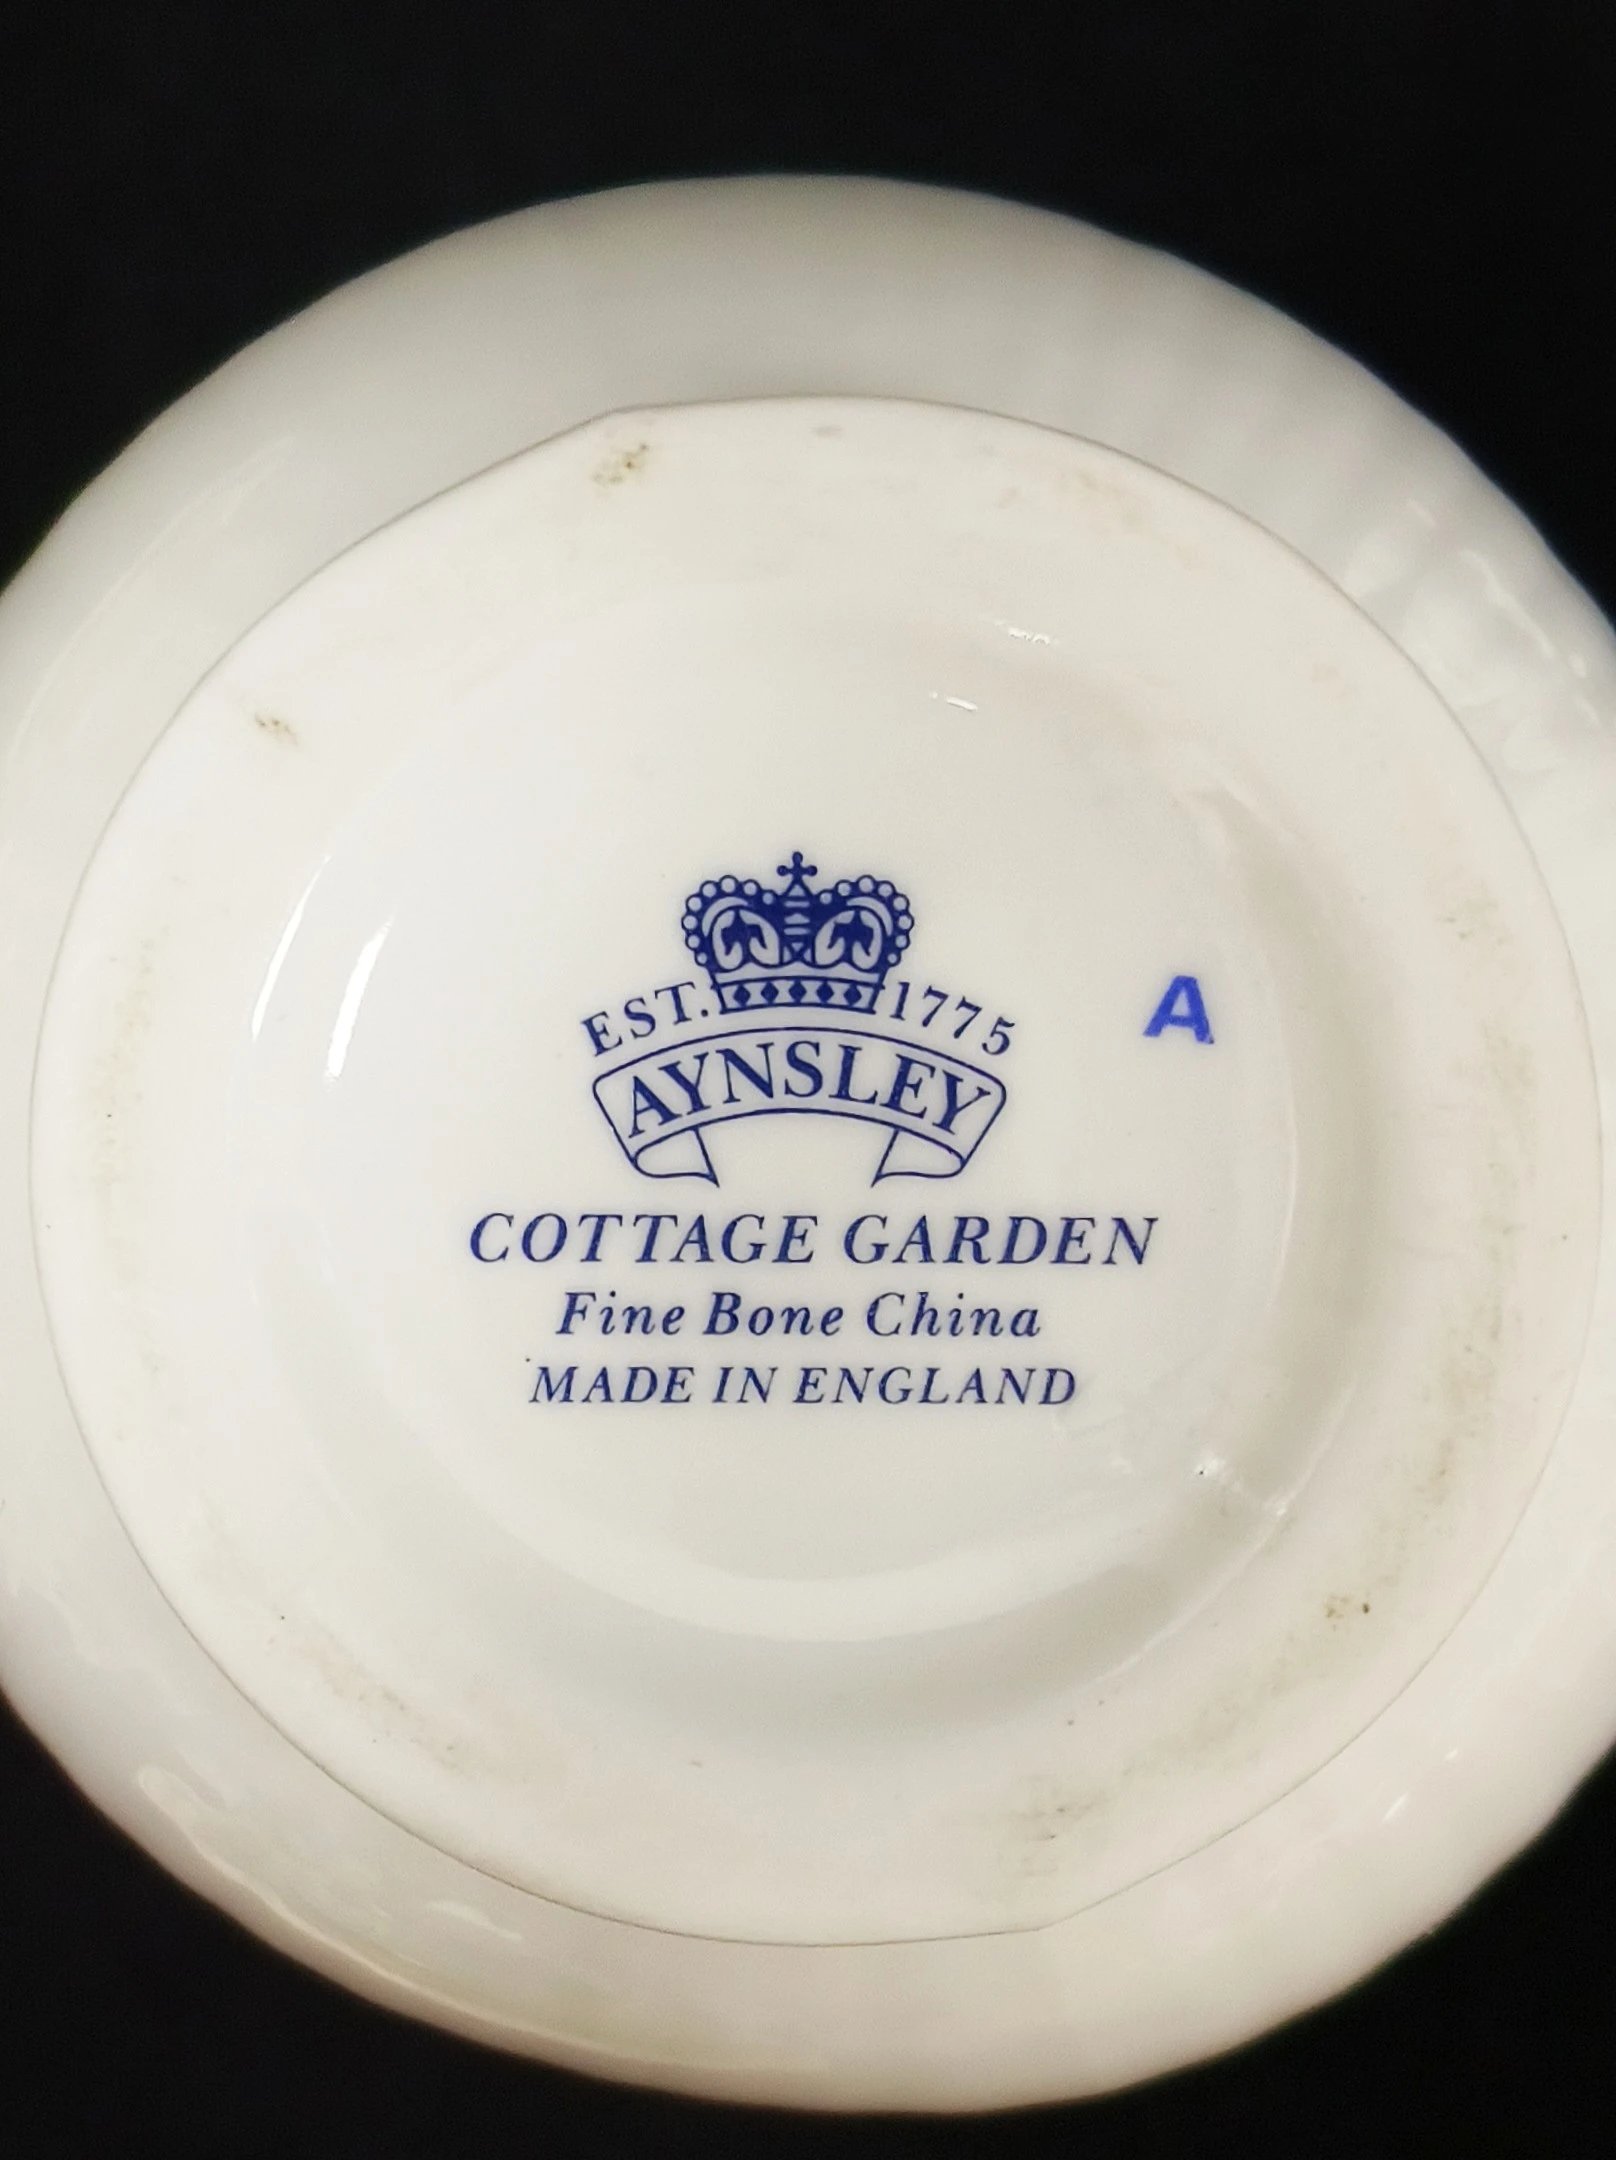 EST. 1775
AYNSLEY
A
COTTAGE GARDEN
Fine Bone China
MADE IN ENGLAND